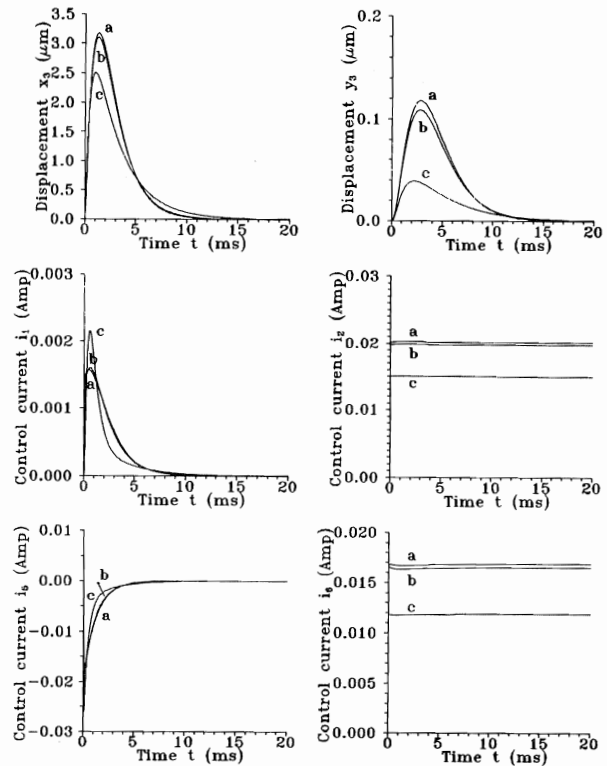 Displacement x₃ (μm)
3.5
3.0
2.5
2.0
1.5
1.0
0.5
0.0
a
b
c
0
5
10
15
20
Time t (ms)
Displacement y₃ (μm)
0.2
0.1
0.0
a
b
c
0
5
10
15
20
Time t (ms)
Control current i₁ (Amp)
0.003
0.002
0.001
0.000
c
b
a
0
5
10
15
20
Time t (ms)
Control current i₂ (Amp)
0.03
0.02
0.01
0.00
a
b
c
0
5
10
15
20
Time t (ms)
Control current i₅ (Amp)
0.01
0.00
−0.01
−0.02
−0.03
b
c
a
0
5
10
15
20
Time t (ms)
Control current i₆ (Amp)
0.020
0.015
0.010
0.005
0.000
a
b
c
0
5
10
15
20
Time t (ms)